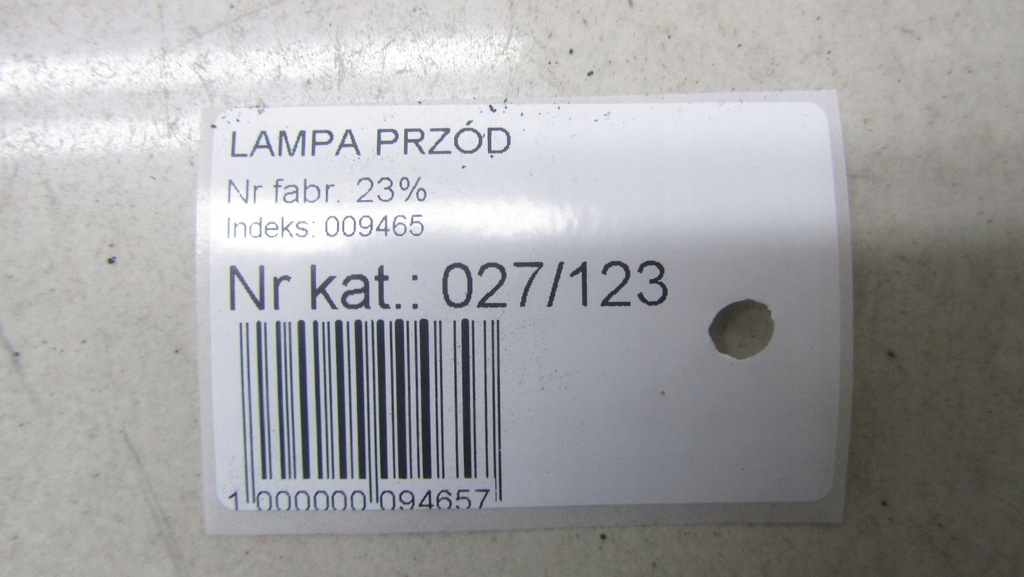 LAMPA PRZÓD
Nr fabr. 23%
Indeks: 009465
Nr kat.: 027/123
1 000000 094657